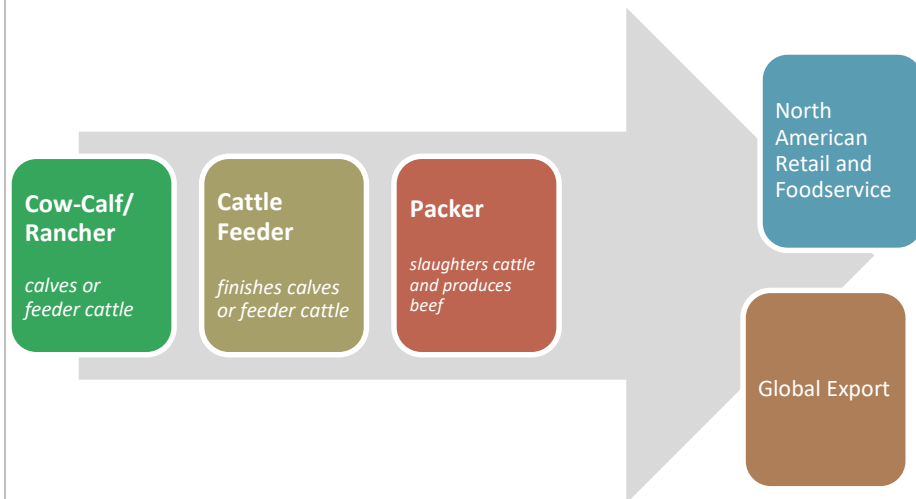 Cow-Calf/
Rancher
calves or
feeder cattle
Cattle
Feeder
finishes calves
or feeder cattle
Packer
slaughters cattle
and produces
beef
North
American
Retail and
Foodservice
Global Export